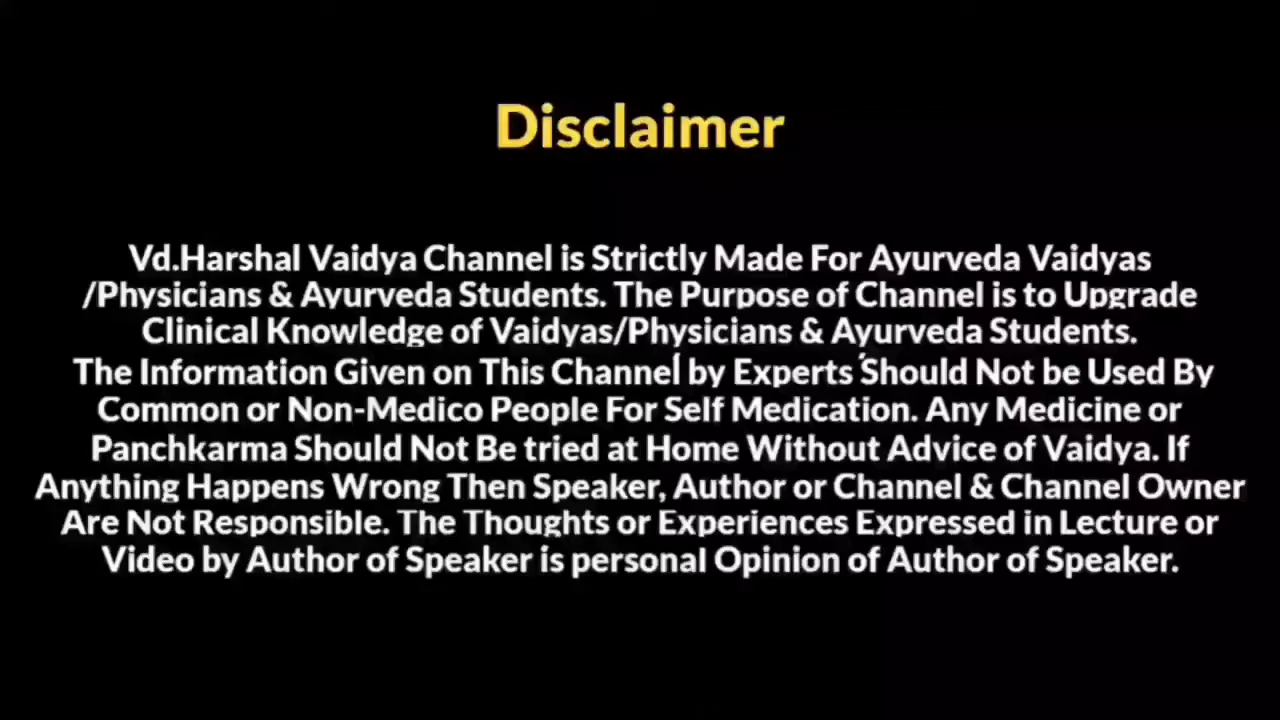 Disclaimer
Vd.Harshal Vaidya Channel is Strictly Made For Ayurveda Vaidyas
/Physicians & Ayurveda Students. The Purpose of Channel is to Upgrade
Clinical Knowledge of Vaidyas/Physicians & Ayurveda Students.
The Information Given on This Channel by Experts Should Not be Used By
Common or Non-Medico People For Self Medication. Any Medicine or
Panchkarma Should Not Be tried at Home Without Advice of Vaidya. If
Anything Happens Wrong Then Speaker, Author or Channel & Channel Owner
Are Not Responsible. The Thoughts or Experiences Expressed in Lecture or
Video by Author of Speaker is personal Opinion of Author of Speaker.